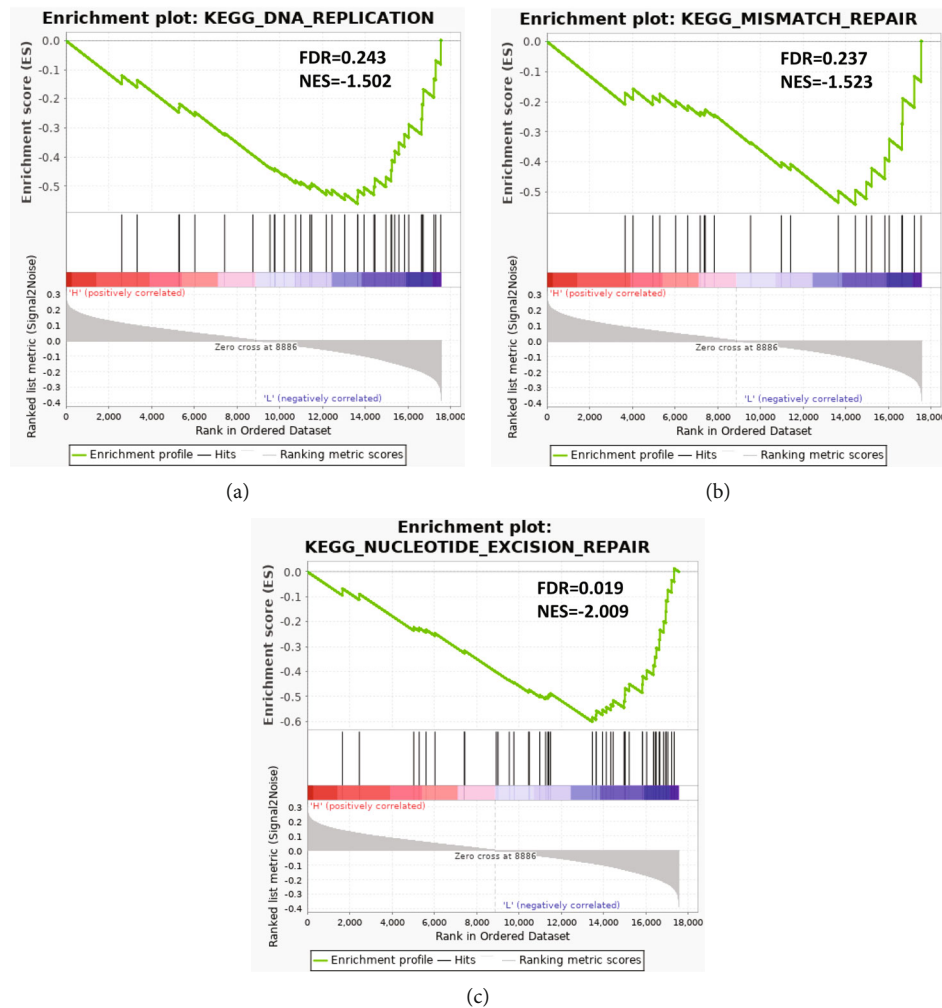 Enrichment plot: KEGG_DNA_REPLICATION
FDR=0.243
NES=-1.502
Enrichment score (ES)
0.0
-0.1
-0.2
-0.3
-0.4
-0.5
Ranked list metric (Signal2Noise)
'H' (positively correlated)
0.3
0.2
0.1
0.0
-0.1
-0.2
-0.3
-0.4
Zero cross at 8886
'L' (negatively correlated)
0 2,000 4,000 6,000 8,000 10,000 12,000 14,000 16,000 18,000
Rank in Ordered Dataset
Enrichment profile Hits Ranking metric scores
(a)
Enrichment plot: KEGG_MISMATCH_REPAIR
FDR=0.237
NES=-1.523
Enrichment score (ES)
0.0
-0.1
-0.2
-0.3
-0.4
-0.5
Ranked list metric (Signal2Noise)
'H' (positively correlated)
0.3
0.2
0.1
0.0
-0.1
-0.2
-0.3
-0.4
Zero cross at 8886
'L' (negatively correlated)
0 2,000 4,000 6,000 8,000 10,000 12,000 14,000 16,000 18,000
Rank in Ordered Dataset
Enrichment profile Hits Ranking metric scores
(b)
Enrichment plot:
KEGG_NUCLEOTIDE_EXCISION_REPAIR
FDR=0.019
NES=-2.009
Enrichment score (ES)
0.0
-0.1
-0.2
-0.3
-0.4
-0.5
-0.6
Ranked list metric (Signal2Noise)
'H' (positively correlated)
0.3
0.2
0.1
0.0
-0.1
-0.2
-0.3
-0.4
Zero cross at 8886
'L' (negatively correlated)
0 2,000 4,000 6,000 8,000 10,000 12,000 14,000 16,000 18,000
Rank in Ordered Dataset
Enrichment profile Hits Ranking metric scores
(c)